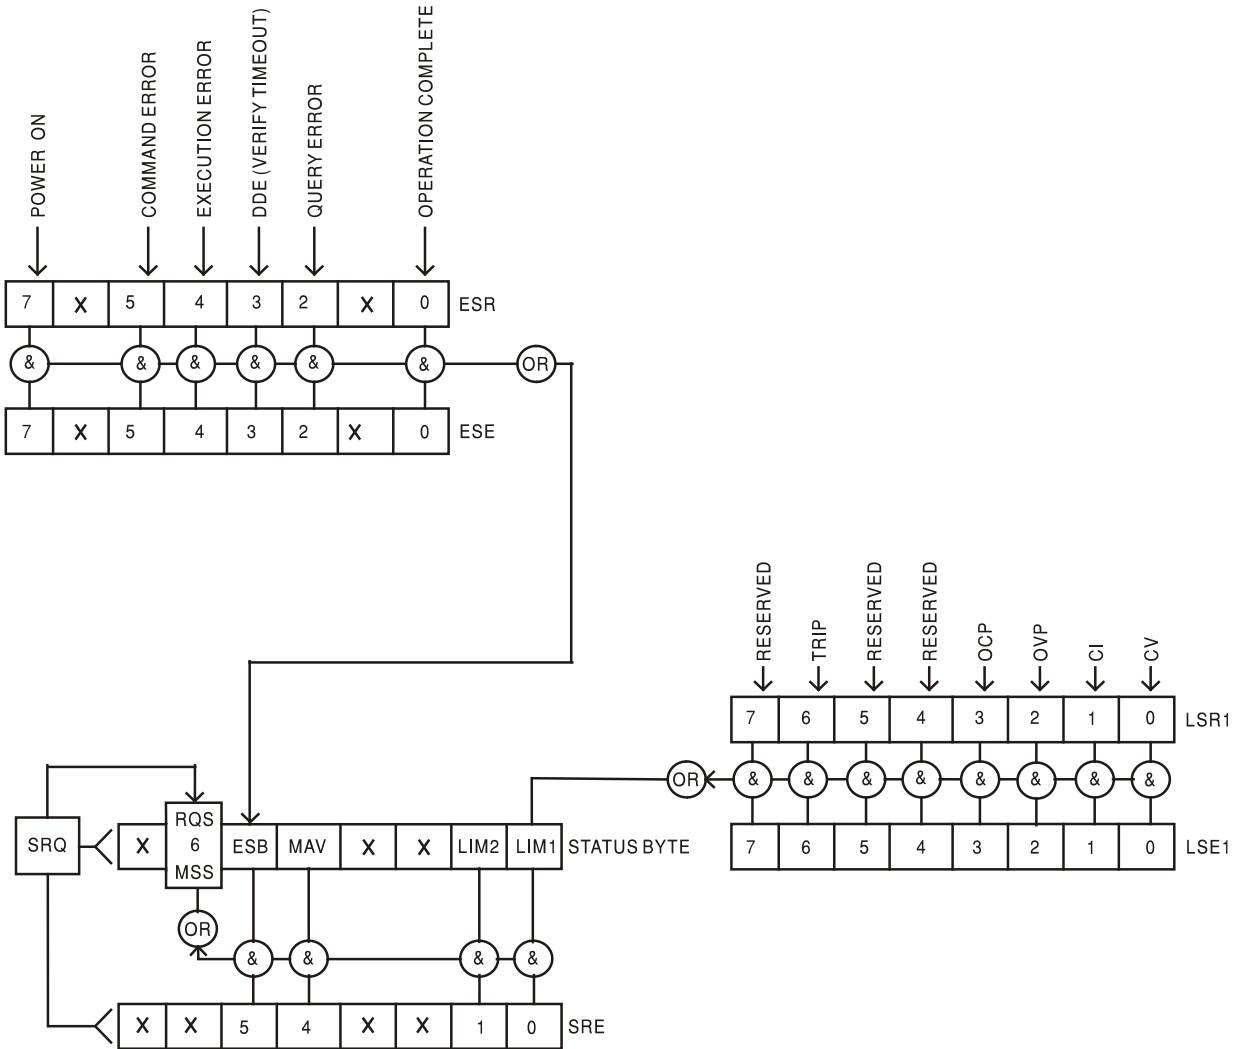 POWER ON
COMMAND ERROR
EXECUTION ERROR
DDE (VERIFY TIMEOUT)
QUERY ERROR
OPERATION COMPLETE
7 X 5 4 3 2 X 0 ESR
& & & & & & OR
7 X 5 4 3 2 X 0 ESE
RESERVED
TRIP
RESERVED
RESERVED
OCP
OVP
CI
CV
7 6 5 4 3 2 1 0 LSR1
OR & & & & & & & &
7 6 5 4 3 2 1 0 LSE1
SRQ
X
RQS
6
MSS
ESB MAV X X LIM2 LIM1 STATUS BYTE
OR
& & & &
X X 5 4 X X 1 0 SRE